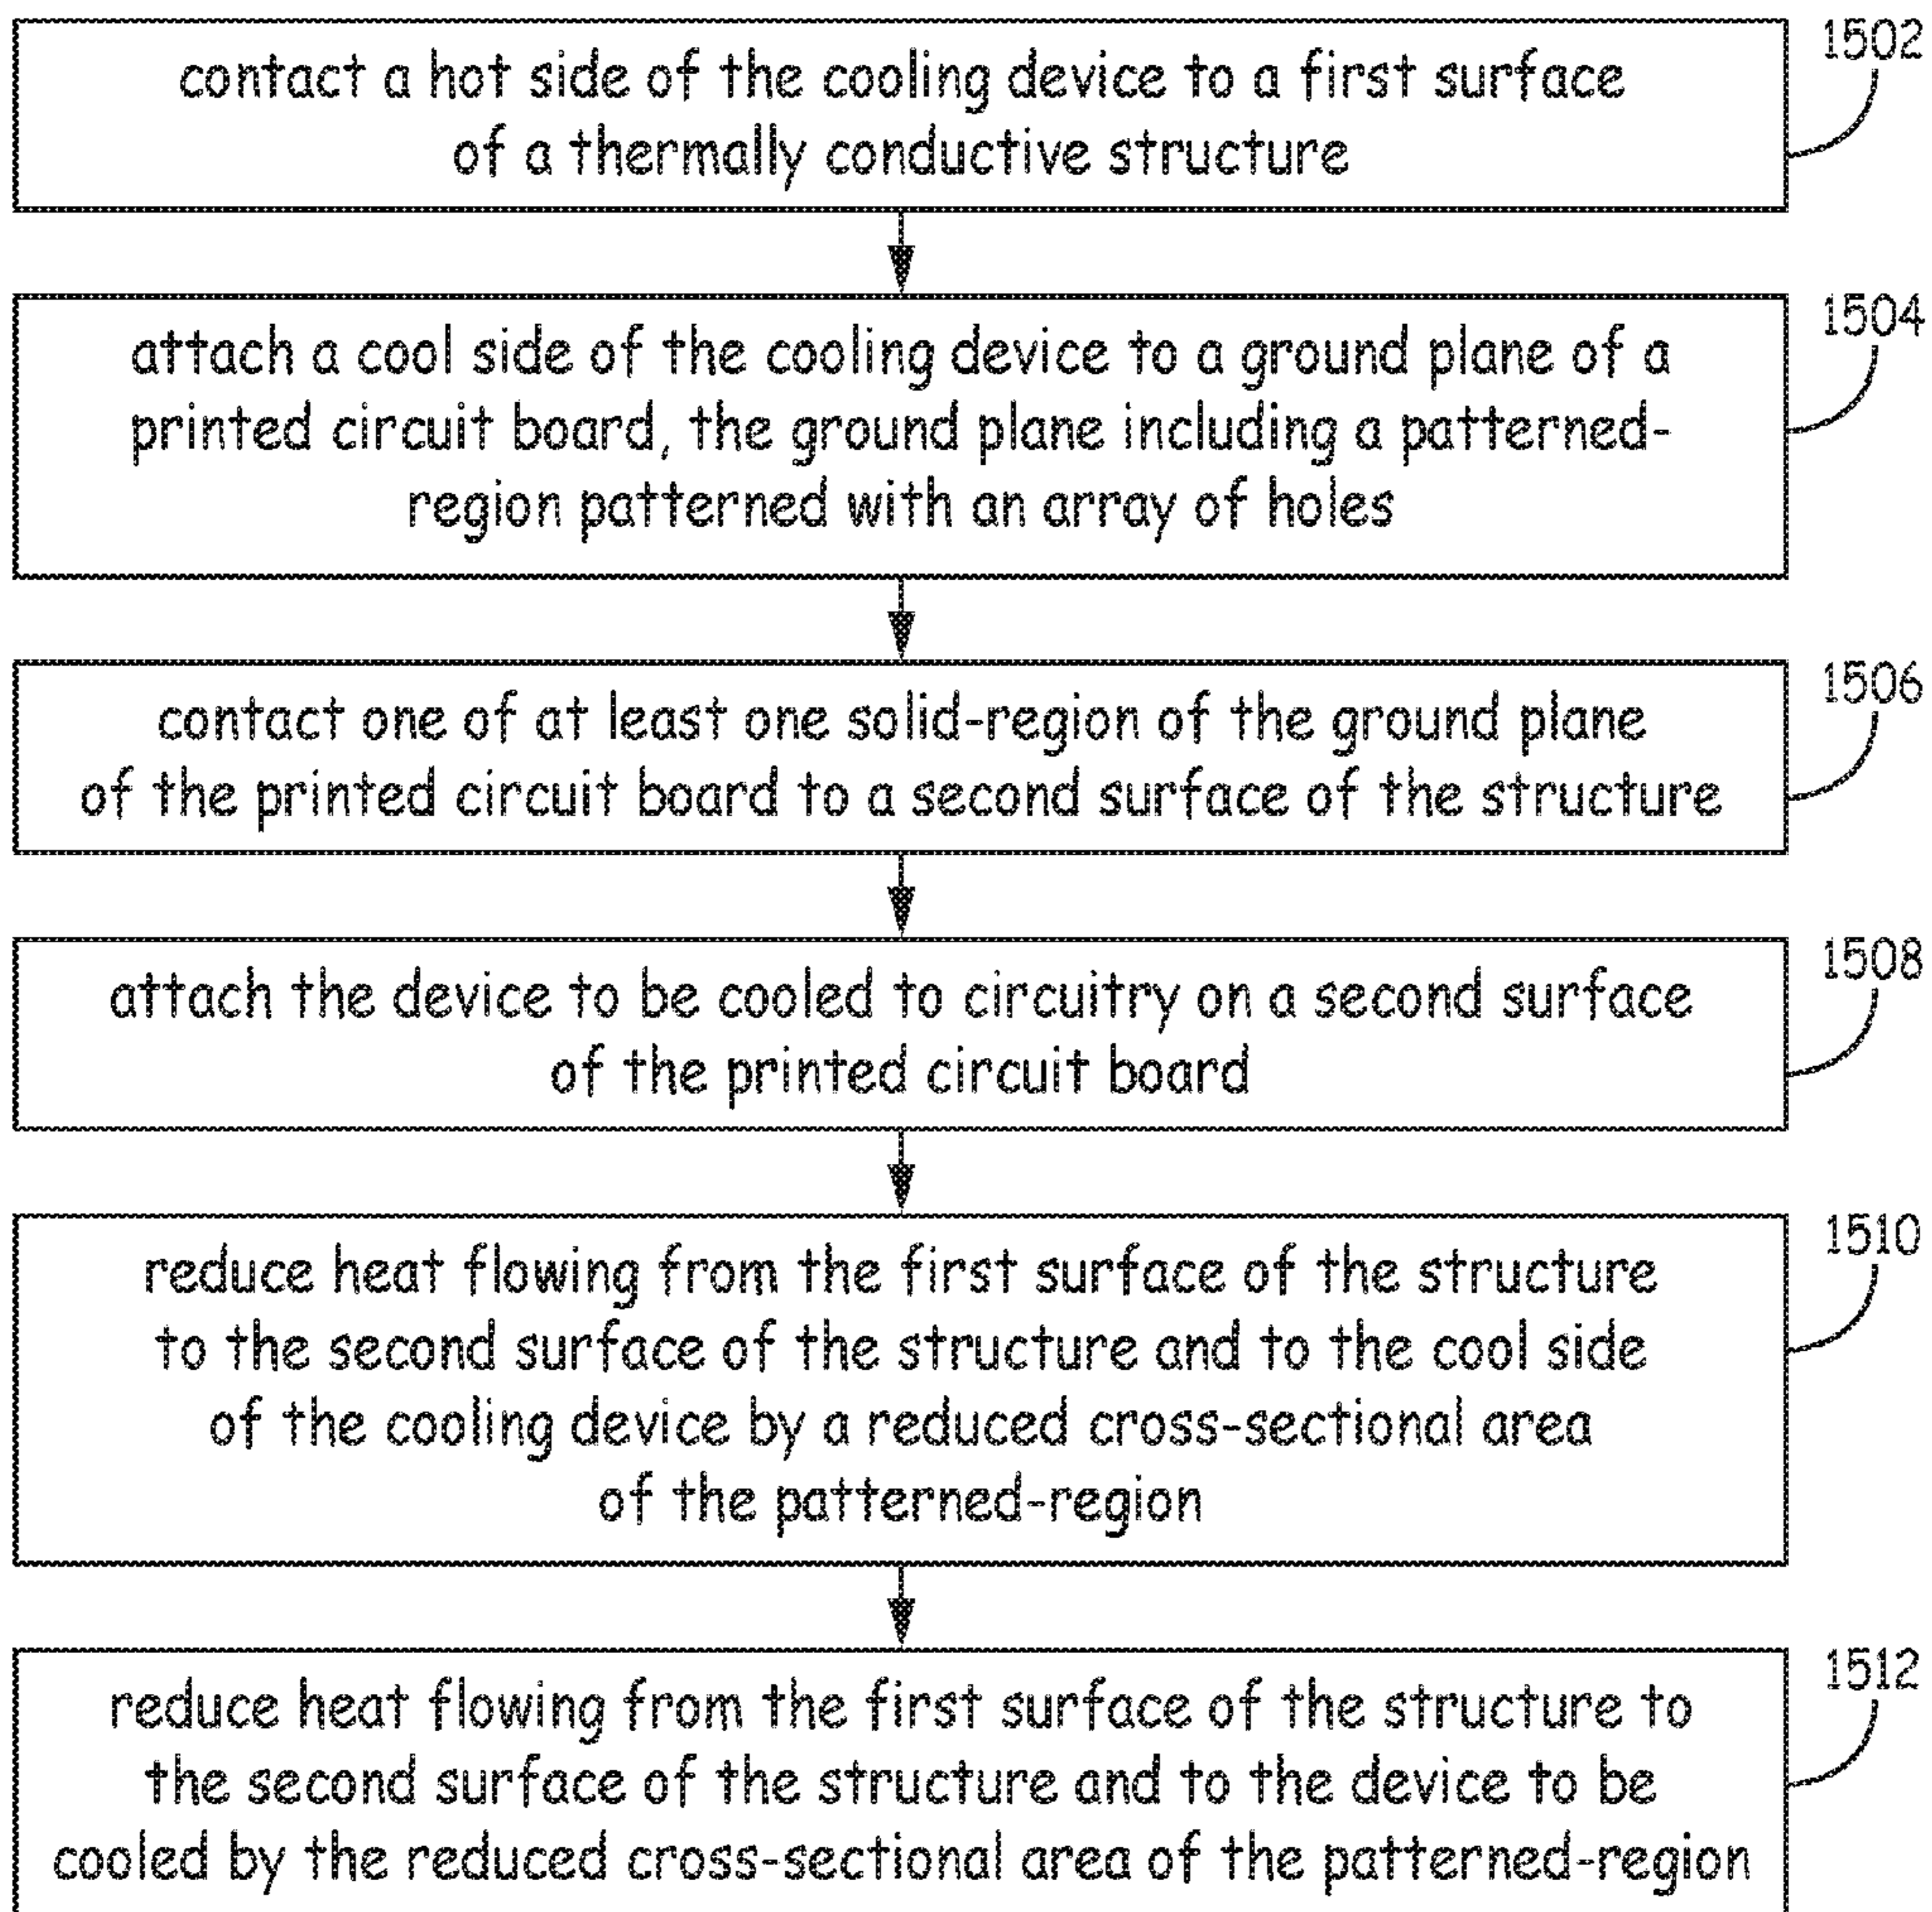 contact a hot side of the cooling device to a first surface
of a thermally conductive structure
1502
attach a cool side of the cooling device to a ground plane of a
printed circuit board, the ground plane including a patterned-
region patterned with an array of holes
1504
contact one of at least one solid-region of the ground plane
of the printed circuit board to a second surface of the structure
1506
attach the device to be cooled to circuitry on a second surface
of the printed circuit board
1508
reduce heat flowing from the first surface of the structure
to the second surface of the structure and to the cool side
of the cooling device by a reduced cross-sectional area
of the patterned-region
1510
reduce heat flowing from the first surface of the structure to
the second surface of the structure and to the device to be
cooled by the reduced cross-sectional area of the patterned-region
1512